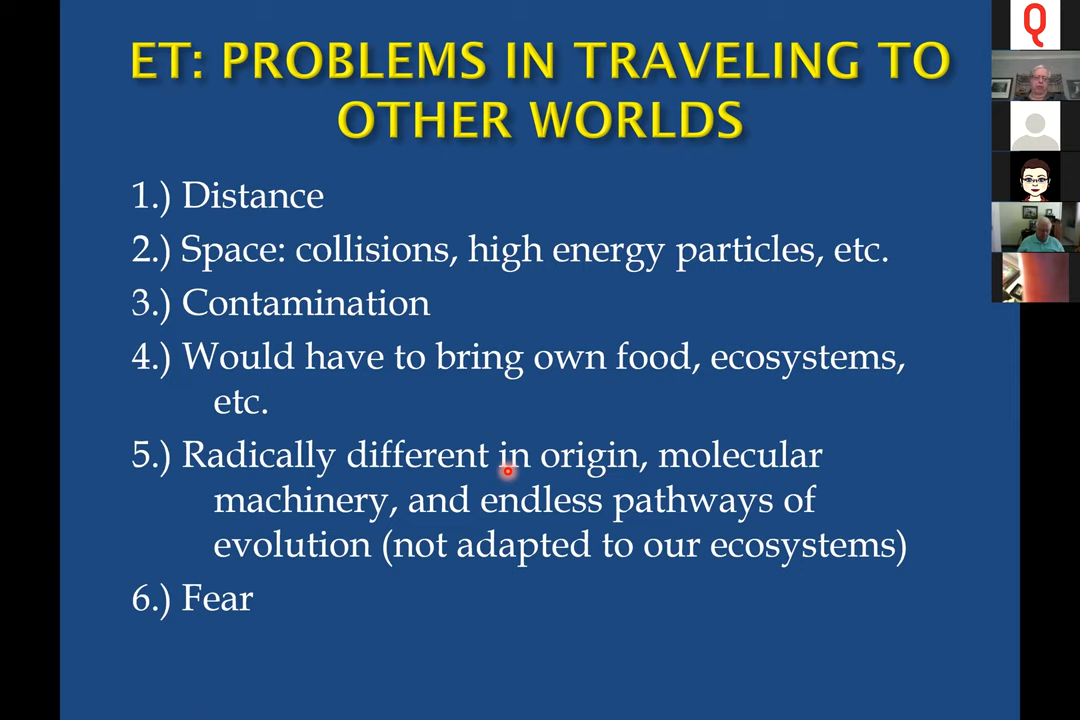 ET: PROBLEMS IN TRAVELING TO
OTHER WORLDS
1.) Distance
2.) Space: collisions, high energy particles, etc.
3.) Contamination
4.) Would have to bring own food, ecosystems,
etc.
5.) Radically different in origin, molecular
machinery, and endless pathways of
evolution (not adapted to our ecosystems)
6.) Fear
Q